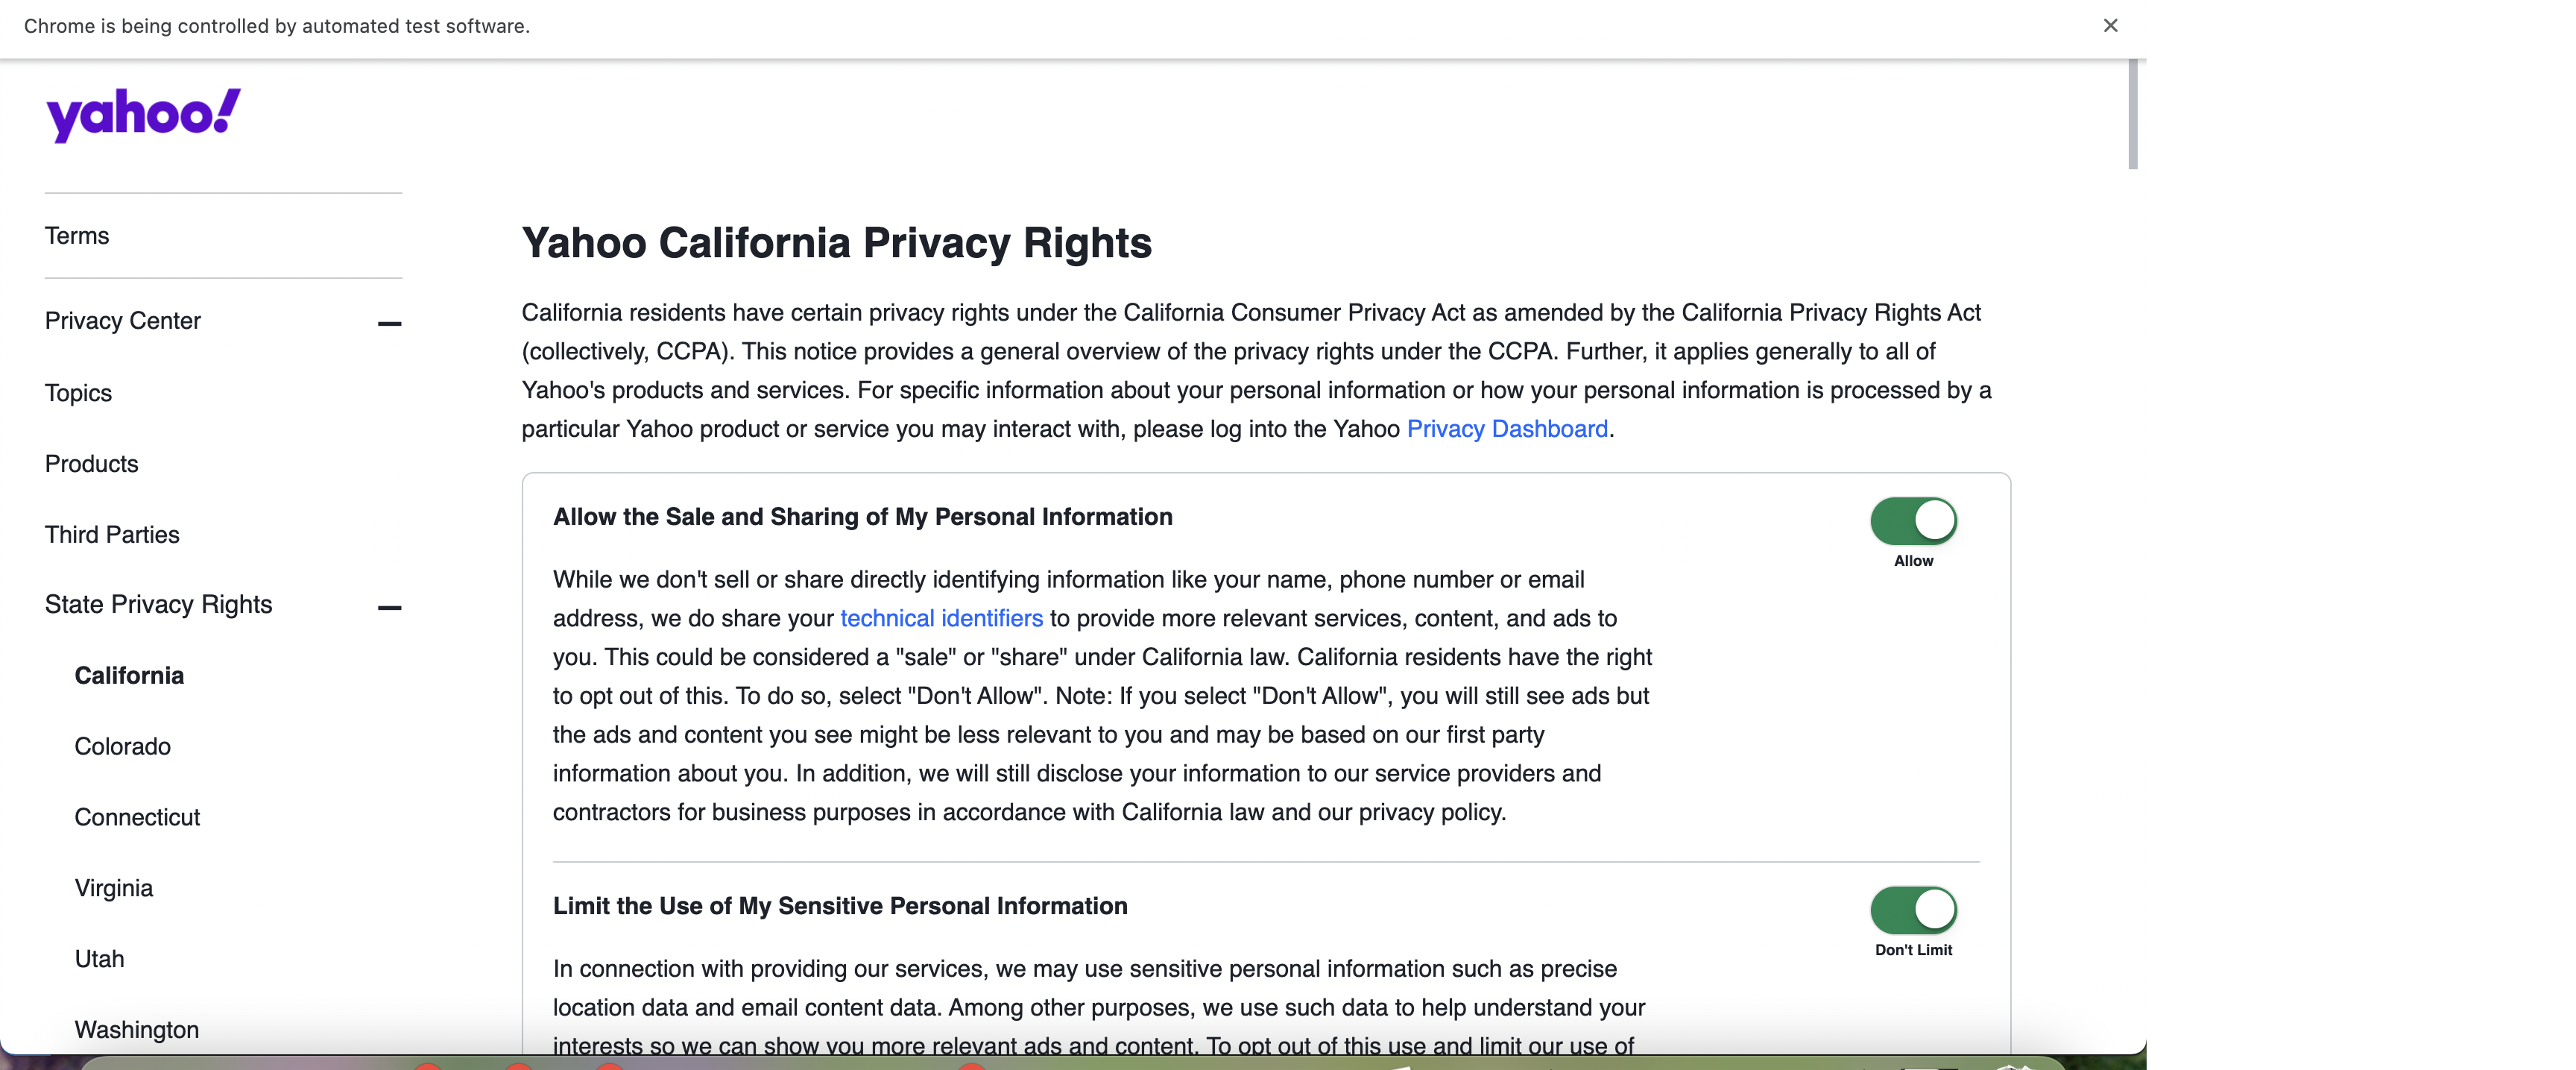 Chrome is being controlled by automated test software.
yahoo!
Terms
Privacy Center
Topics
Products
Third Parties
State Privacy Rights
California
Colorado
Connecticut
Virginia
Utah
Washington
Yahoo California Privacy Rights
California residents have certain privacy rights under the California Consumer Privacy Act as amended by the California Privacy Rights Act
(collectively, CCPA). This notice provides a general overview of the privacy rights under the CCPA. Further, it applies generally to all of
Yahoo's products and services. For specific information about your personal information or how your personal information is processed by a
particular Yahoo product or service you may interact with, please log into the Yahoo Privacy Dashboard.
Allow the Sale and Sharing of My Personal Information
Allow
While we don't sell or share directly identifying information like your name, phone number or email
address, we do share your technical identifiers to provide more relevant services, content, and ads to
you. This could be considered a "sale" or "share" under California law. California residents have the right
to opt out of this. To do so, select "Don't Allow". Note: If you select "Don't Allow", you will still see ads but
the ads and content you see might be less relevant to you and may be based on our first party
information about you. In addition, we will still disclose your information to our service providers and
contractors for business purposes in accordance with California law and our privacy policy.
Limit the Use of My Sensitive Personal Information
Don't Limit
In connection with providing our services, we may use sensitive personal information such as precise
location data and email content data. Among other purposes, we use such data to help understand your
interests so we can show you more relevant ads and content. To opt out of this use and limit our use of